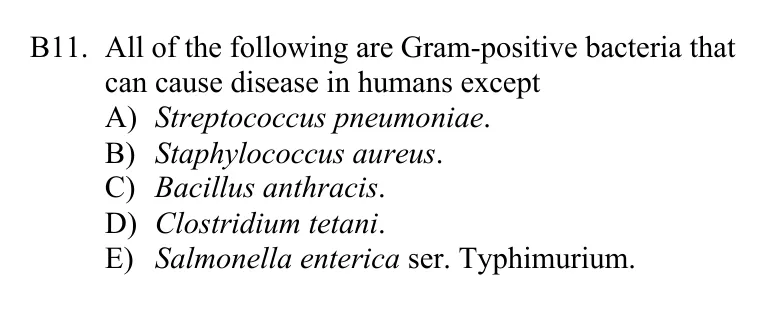 B11. All of the following are Gram-positive bacteria that
can cause disease in humans except
A) Streptococcus pneumoniae.
B) Staphylococcus aureus.
C) Bacillus anthracis.
D) Clostridium tetani.
E) Salmonella enterica ser. Typhimurium.